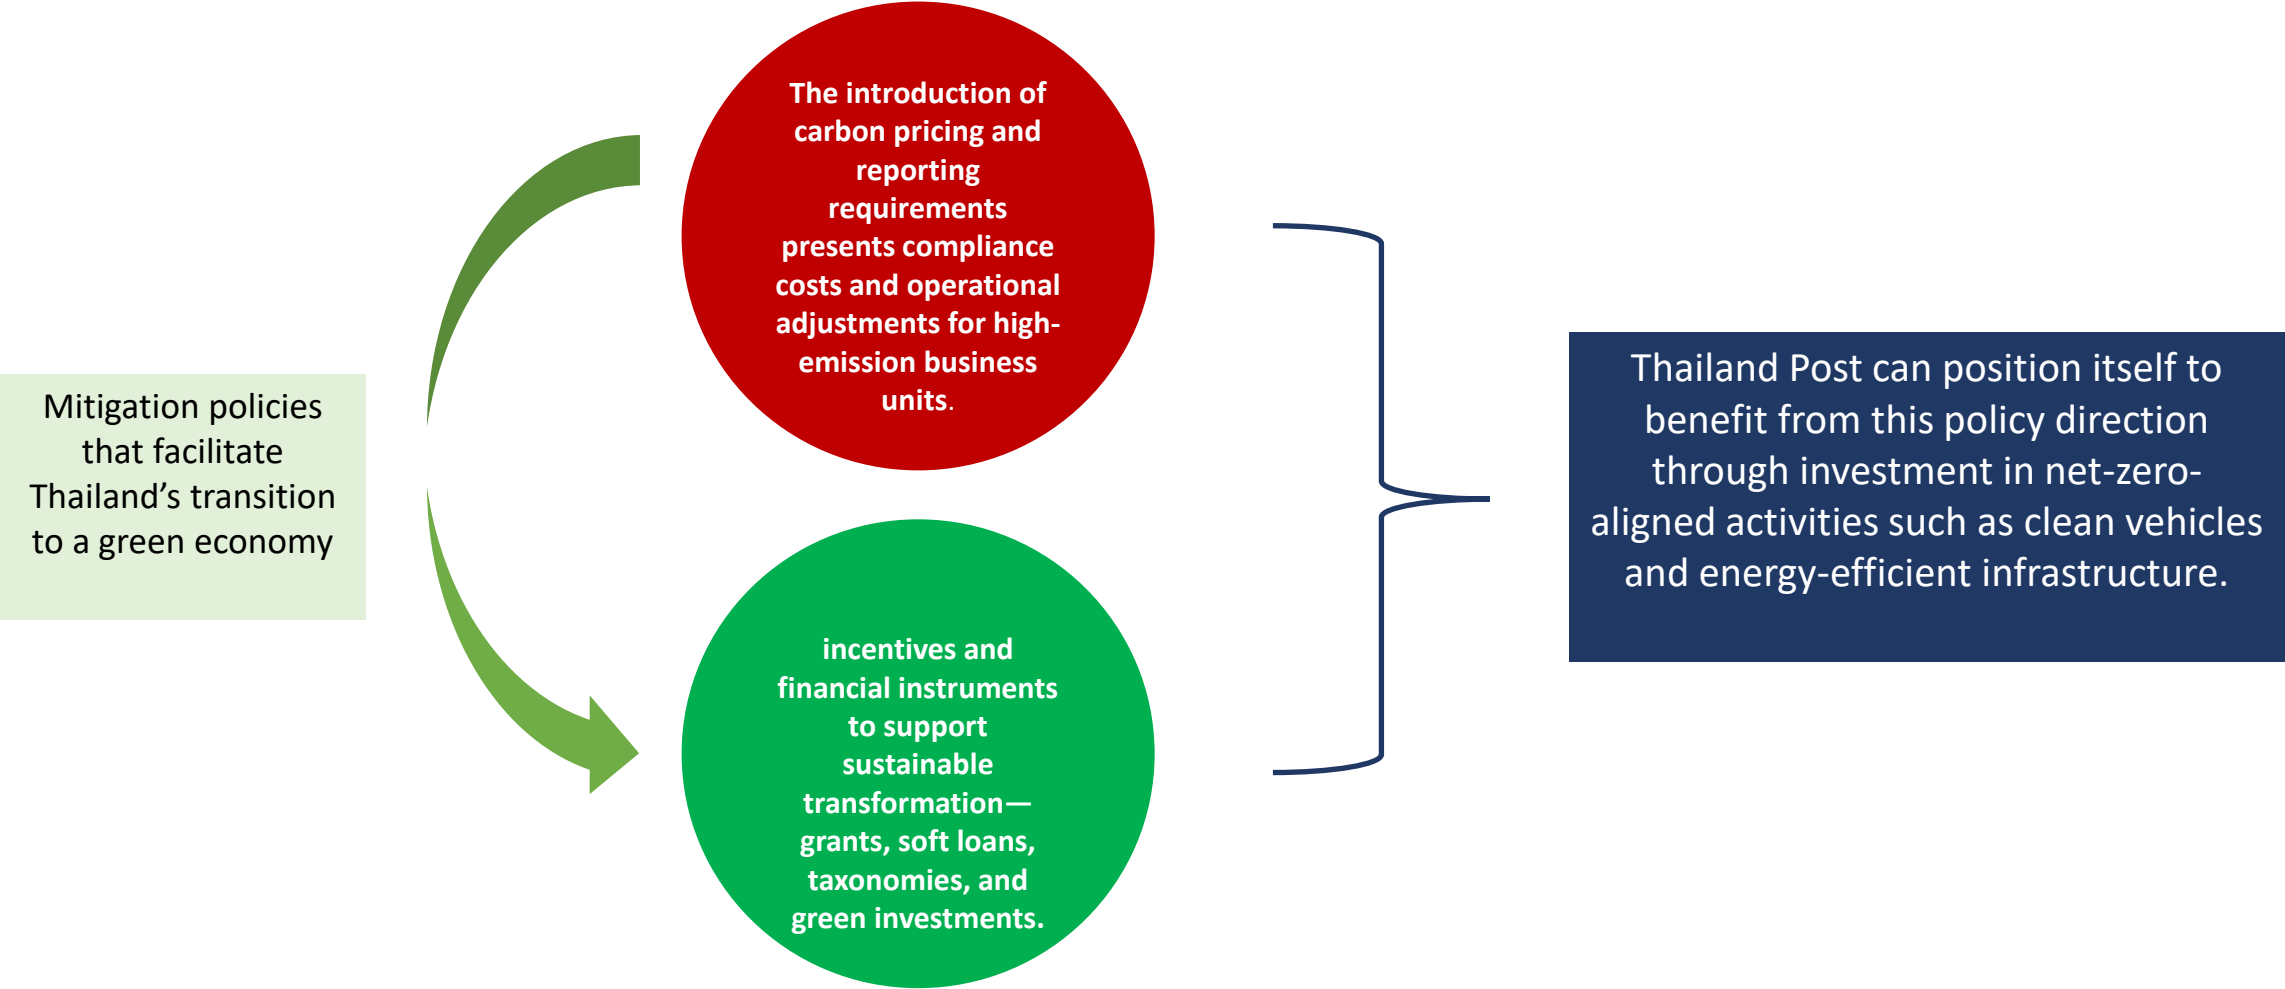 Mitigation policies
that facilitate
Thailand’s transition
to a green economy
The introduction of
carbon pricing and
reporting
requirements
presents compliance
costs and operational
adjustments for high-
emission business
units.
incentives and
financial instruments
to support
sustainable
transformation—
grants, soft loans,
taxonomies, and
green investments.
Thailand Post can position itself to
benefit from this policy direction
through investment in net-zero-
aligned activities such as clean vehicles
and energy-efficient infrastructure.